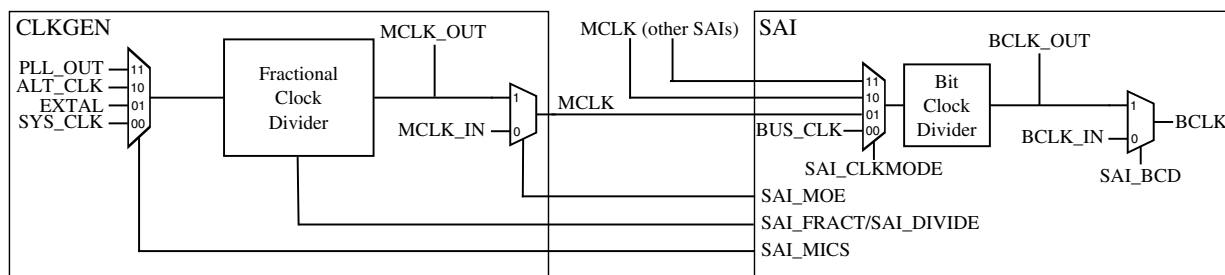 CLKGEN
PLL_OUT
ALT_CLK
EXTAL
SYS_CLK
11
10
01
00
Fractional
Clock
Divider
MCLK_OUT
MCLK_IN
1
0
MCLK
MCLK (other SAIs)
SAI
BUS_CLK
11
10
01
00
SAI_CLKMODE
Bit
Clock
Divider
BCLK_OUT
BCLK_IN
1
0
BCLK
SAI_BCD
SAI_MOE
SAI_FRACT/SAI_DIVIDE
SAI_MICS